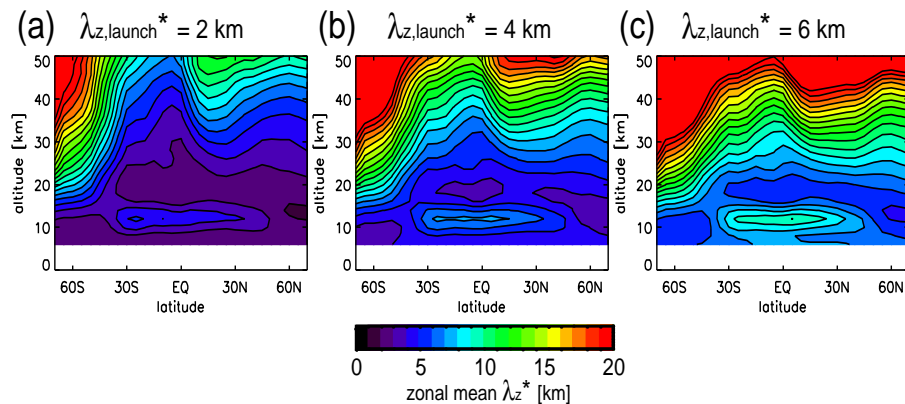 (a) λz,launch* = 2 km
(b) λz,launch* = 4 km
(c) λz,launch* = 6 km
50
40
30
20
10
0
altitude [km]
60S 30S EQ 30N 60N
latitude
50
40
30
20
10
0
altitude [km]
60S 30S EQ 30N 60N
latitude
50
40
30
20
10
0
altitude [km]
60S 30S EQ 30N 60N
latitude
0 5 10 15 20
zonal mean λz* [km]